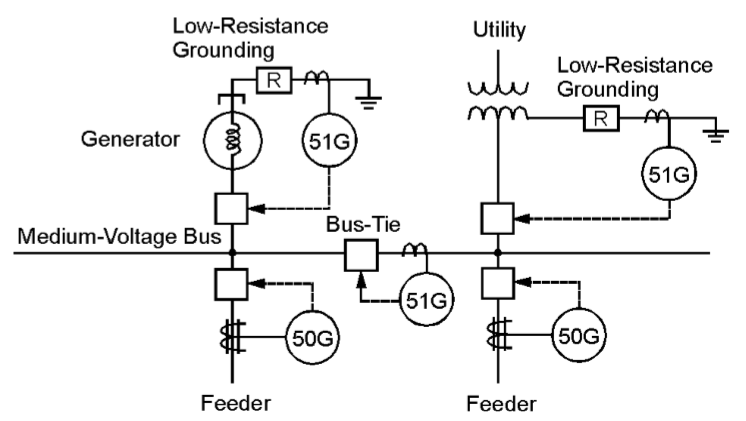 Low-Resistance
Grounding
R
Utility
Low-Resistance
Grounding
R
Generator
51G
51G
Medium-Voltage Bus
Bus-Tie
51G
50G
50G
Feeder
Feeder